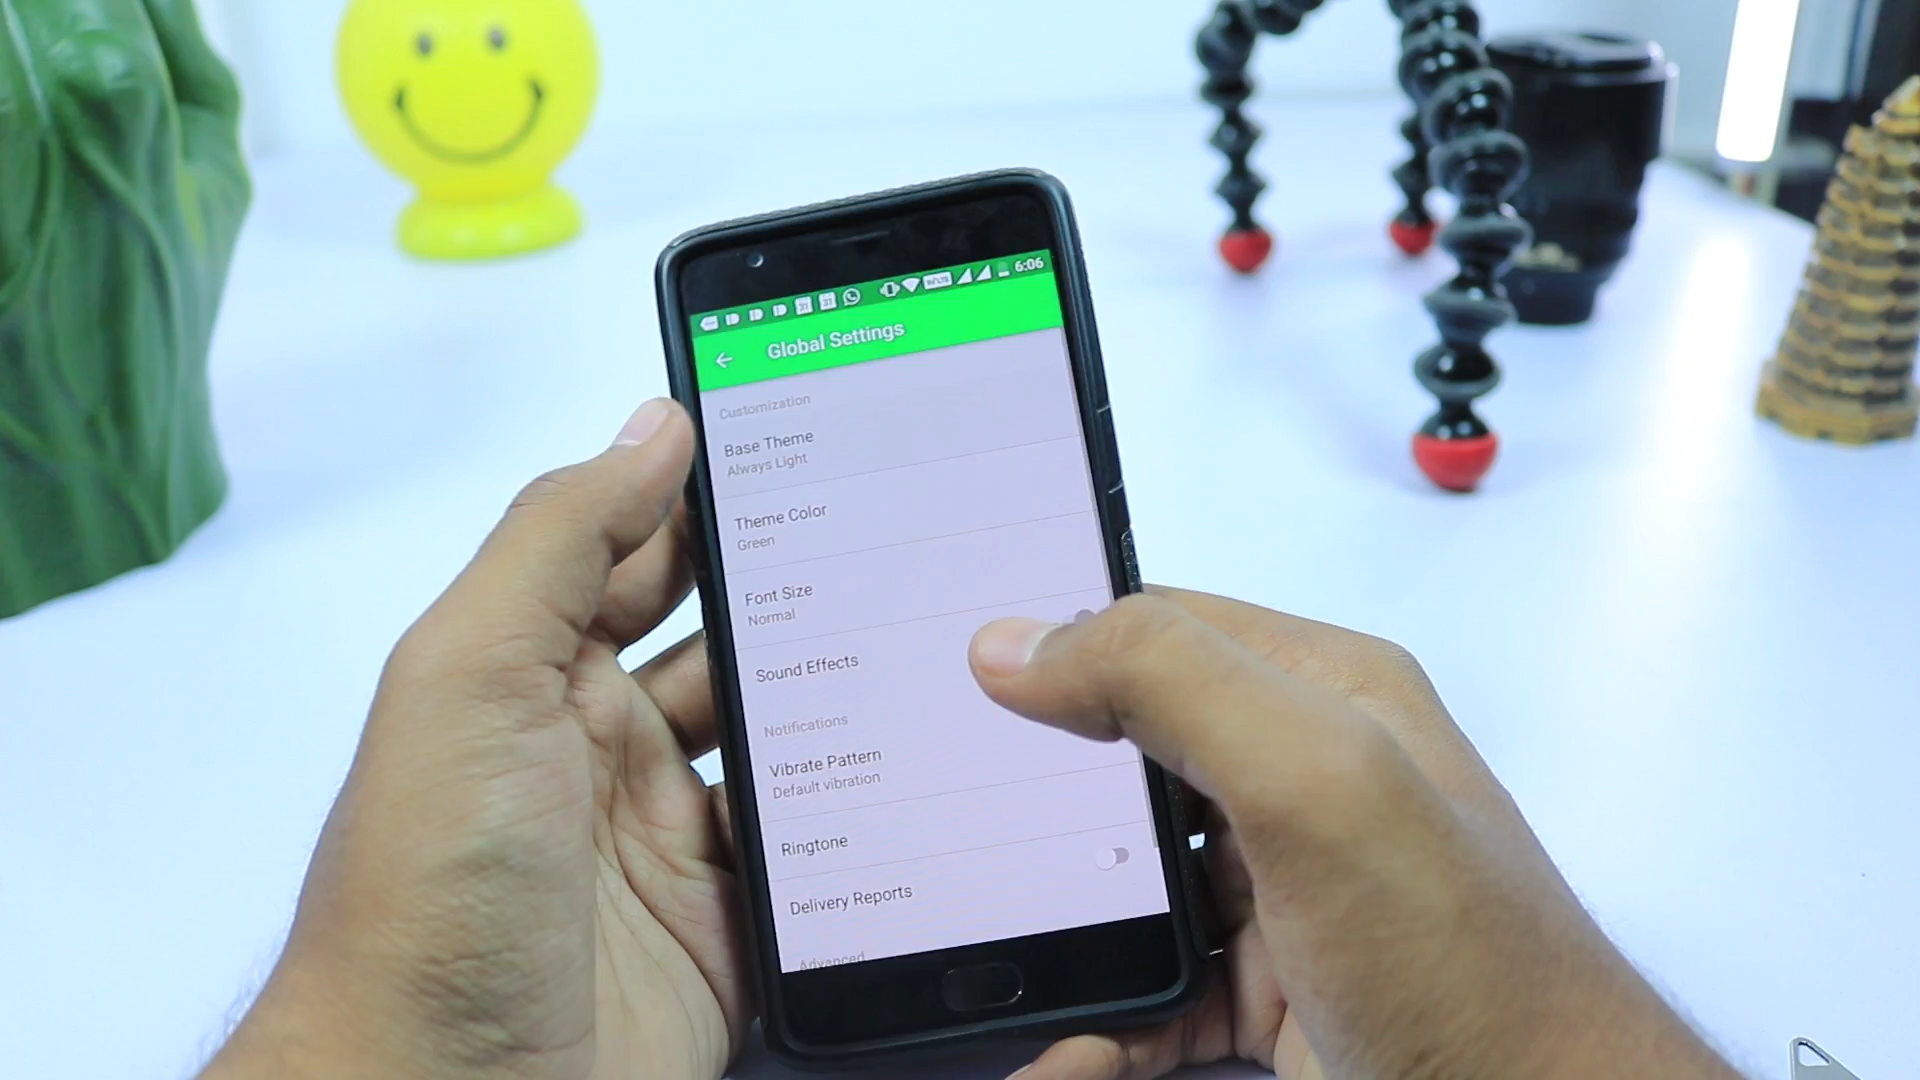 6:06
Global Settings
Customization
Base Theme
Always Light
Theme Color
Green
Font Size
Normal
Sound Effects
Notifications
Vibrate Pattern
Default vibration
Ringtone
Delivery Reports
Advanced